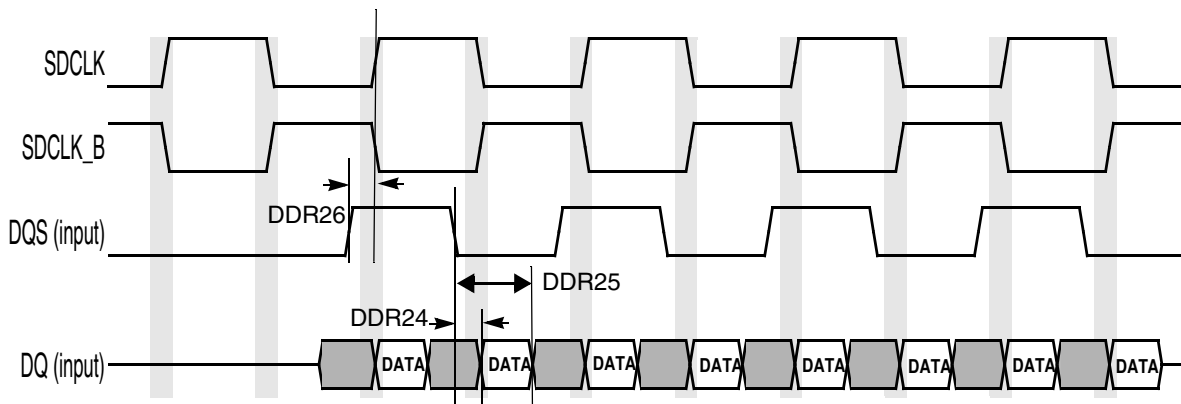 SDCLK
SDCLK_B
DDR26
DQS (input)
DDR25
DDR24
DQ (input)
DATA DATA DATA DATA DATA DATA DATA DATA